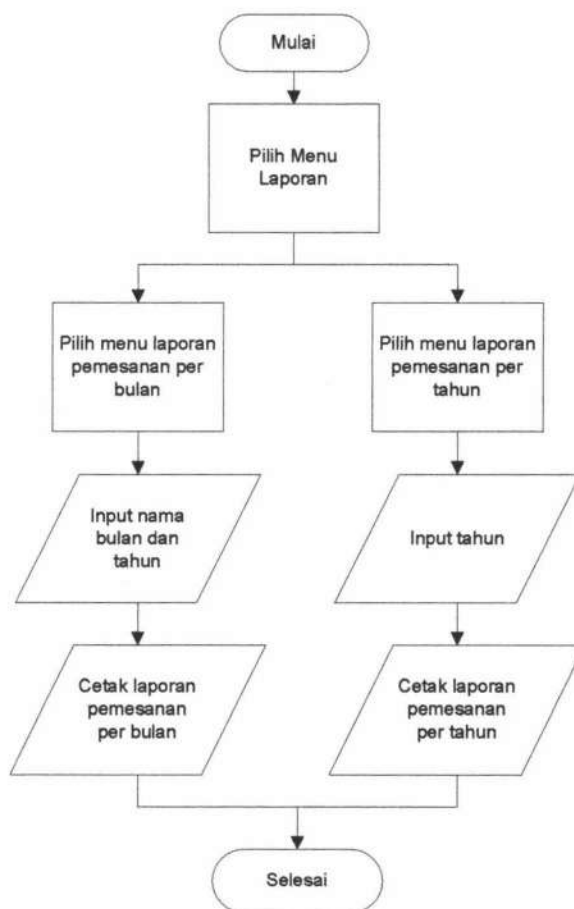 Mulai
Pilih Menu
Laporan
Pilih menu laporan
pemesanan per
bulan
Pilih menu laporan
pemesanan per
tahun
Input nama
bulan dan
tahun
Input tahun
Cetak laporan
pemesanan
per bulan
Cetak laporan
pemesanan
per tahun
Selesai